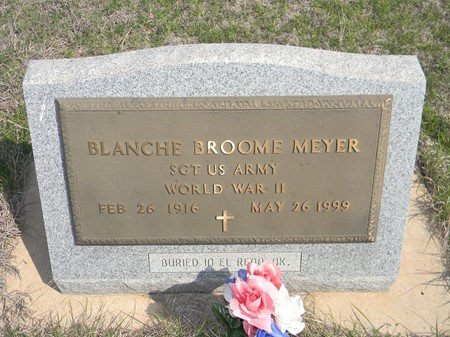 BLANCHE BROOME MEYER
SGT US ARMY
WORLD WAR II
FEB 26 1916 MAY 26 1999
BURIED IN EL RENO OK.